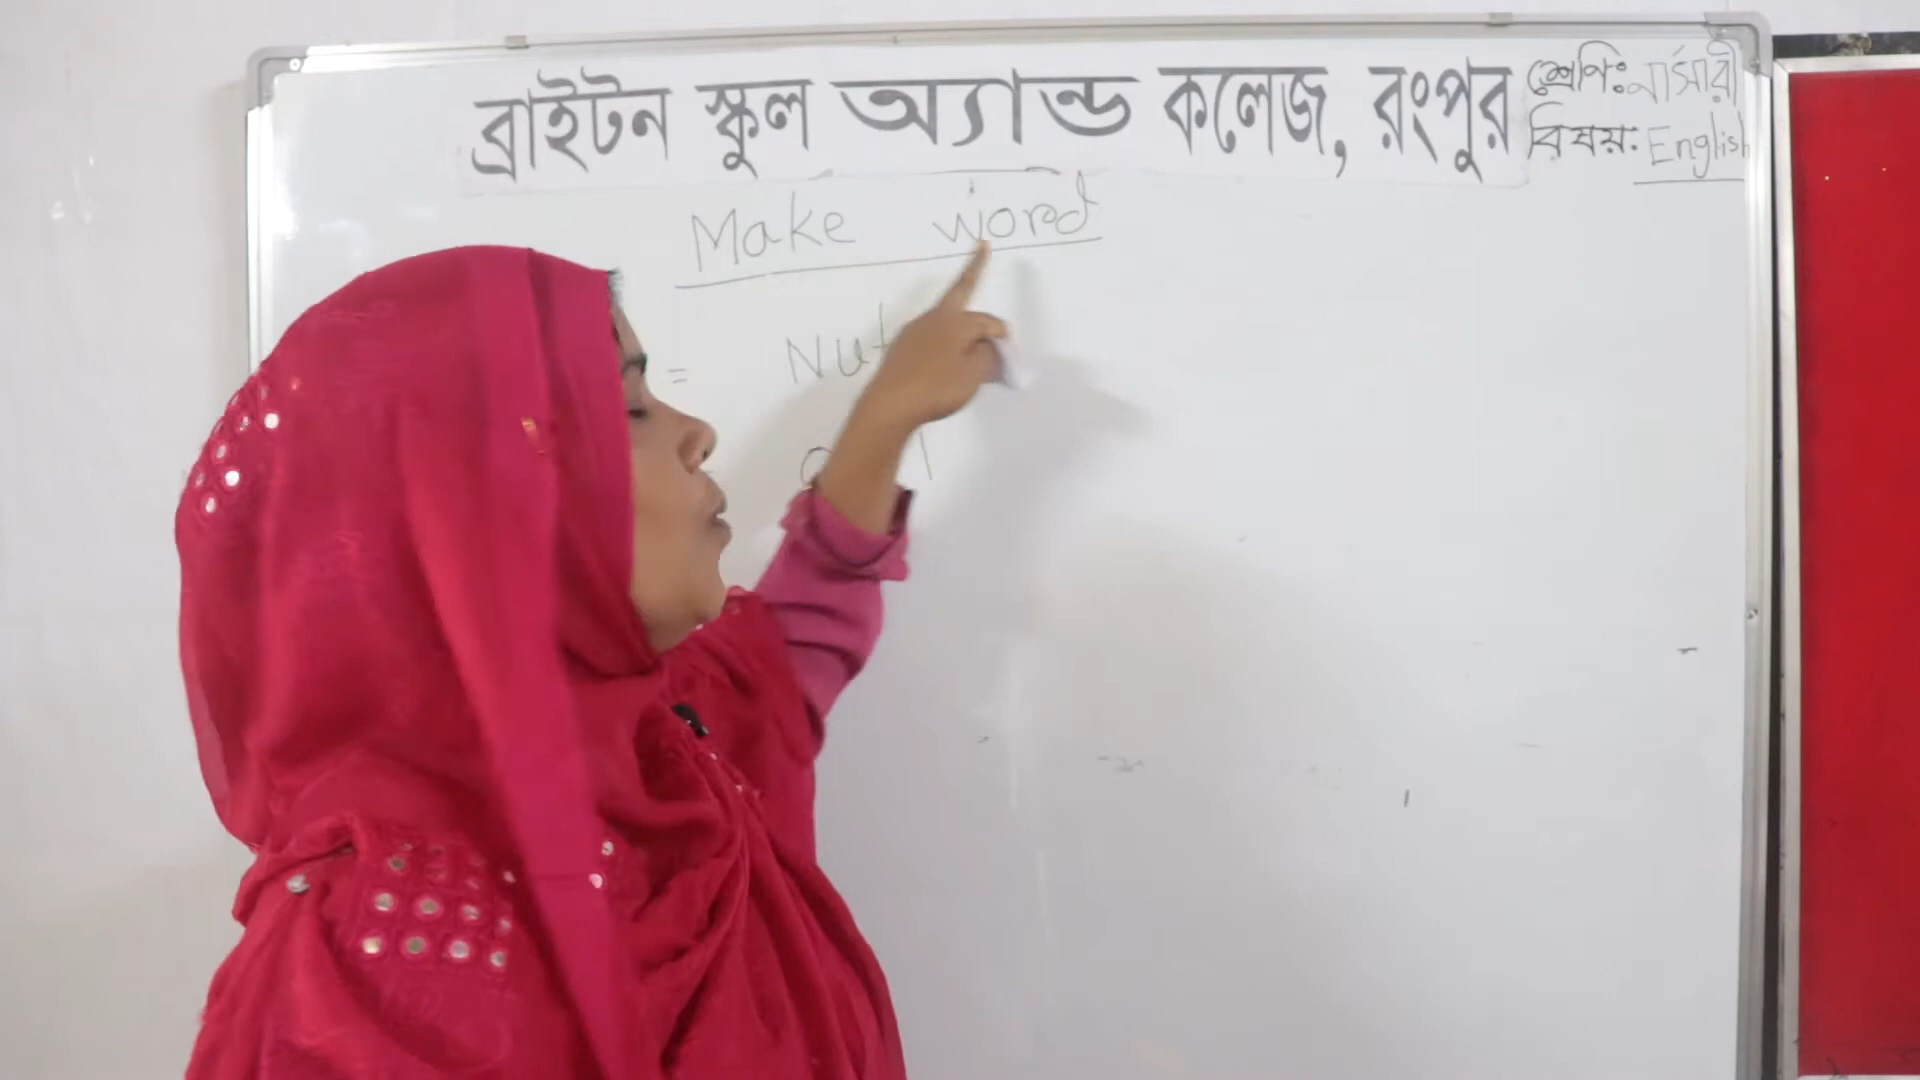 ব্রাইটন স্কুল অ্যান্ড কলেজ, রংপুর
শ্রেণি: নার্সারী
বিষয়: English
Make word
= Nut